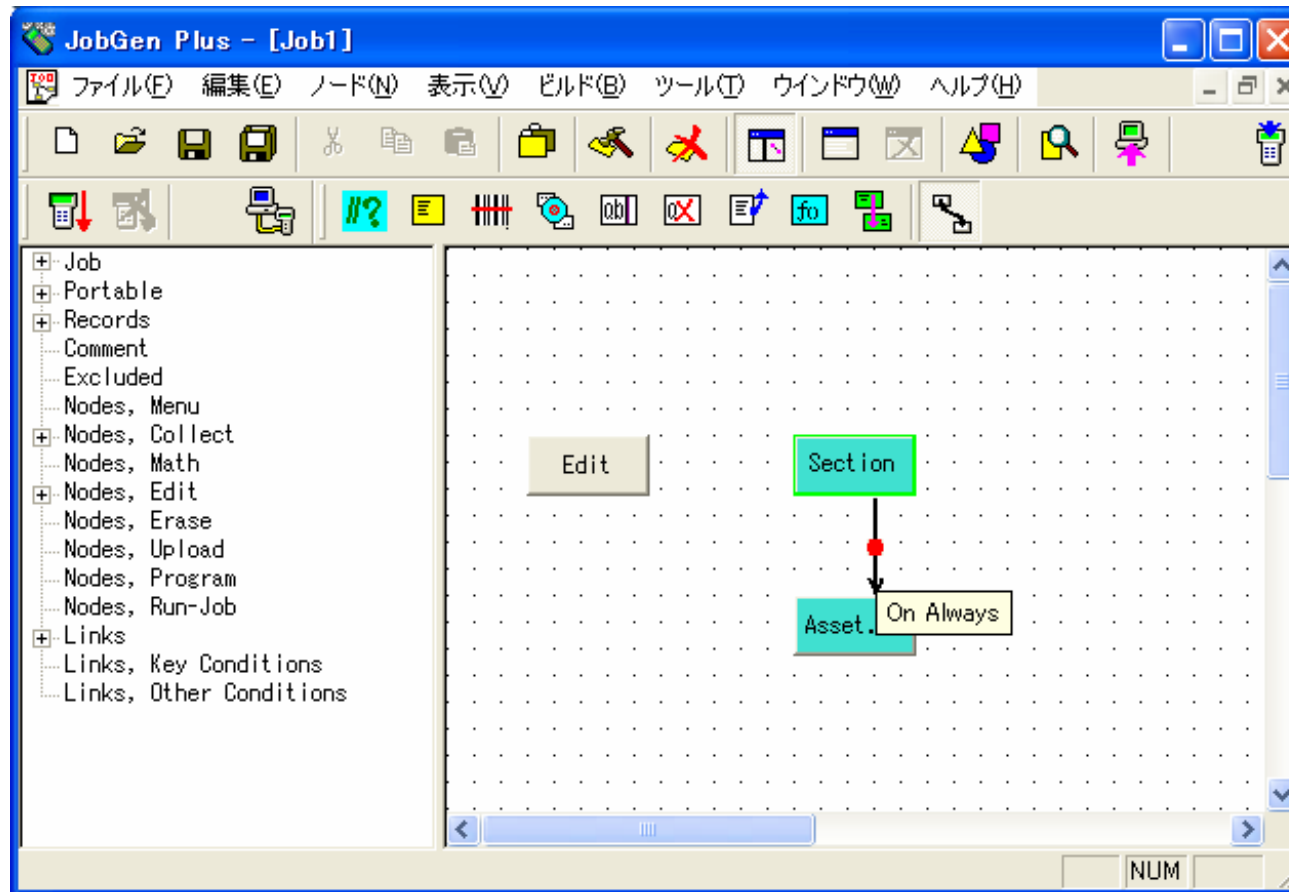 JobGen Plus - [Job1]
ファイル(F) 編集(E) ノード(N) 表示(V) ビルド(B) ツール(T) ウインドウ(W) ヘルプ(H)
Job
Portable
Records
Comment
Excluded
Nodes, Menu
Nodes, Collect
Nodes, Math
Nodes, Edit
Nodes, Erase
Nodes, Upload
Nodes, Program
Nodes, Run-Job
Links
Links, Key Conditions
Links, Other Conditions
Edit
Section
Asset.
On Always
NUM